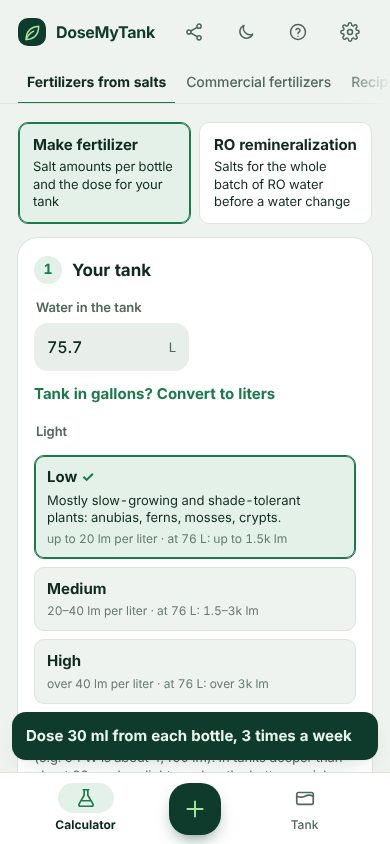 DoseMyTank
Fertilizers from salts
Commercial fertilizers
Make fertilizer
Salt amounts per bottle
and the dose for your
tank
RO remineralization
Salts for the whole
batch of RO water
before a water change
1
Your tank
Water in the tank
75.7
L
Tank in gallons? Convert to liters
Light
Low ✓
Mostly slow-growing and shade-tolerant
plants: anubias, ferns, mosses, crypts.
up to 20 lm per liter · at 76 L: up to 1.5k lm
Medium
20–40 lm per liter · at 76 L: 1.5–3k lm
High
over 40 lm per liter · at 76 L: over 3k lm
Dose 30 ml from each bottle, 3 times a week
Calculator
Tank